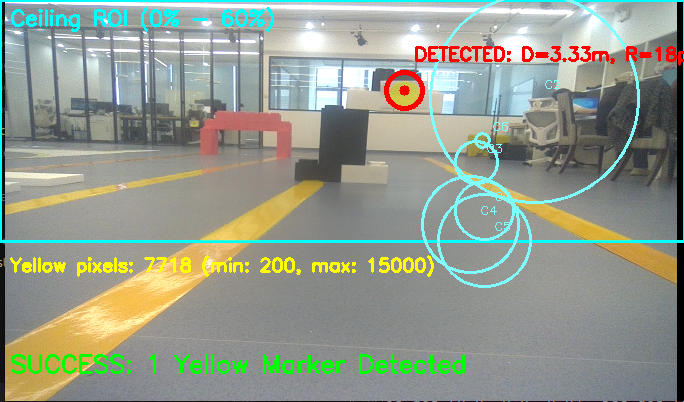 Ceiling ROI (0% - 60%)
DETECTED: D=3.33m, R=18p
C7
C6
C3
C4
C5
Yellow pixels: 7718 (min: 200, max: 15000)
SUCCESS: 1 Yellow Marker Detected